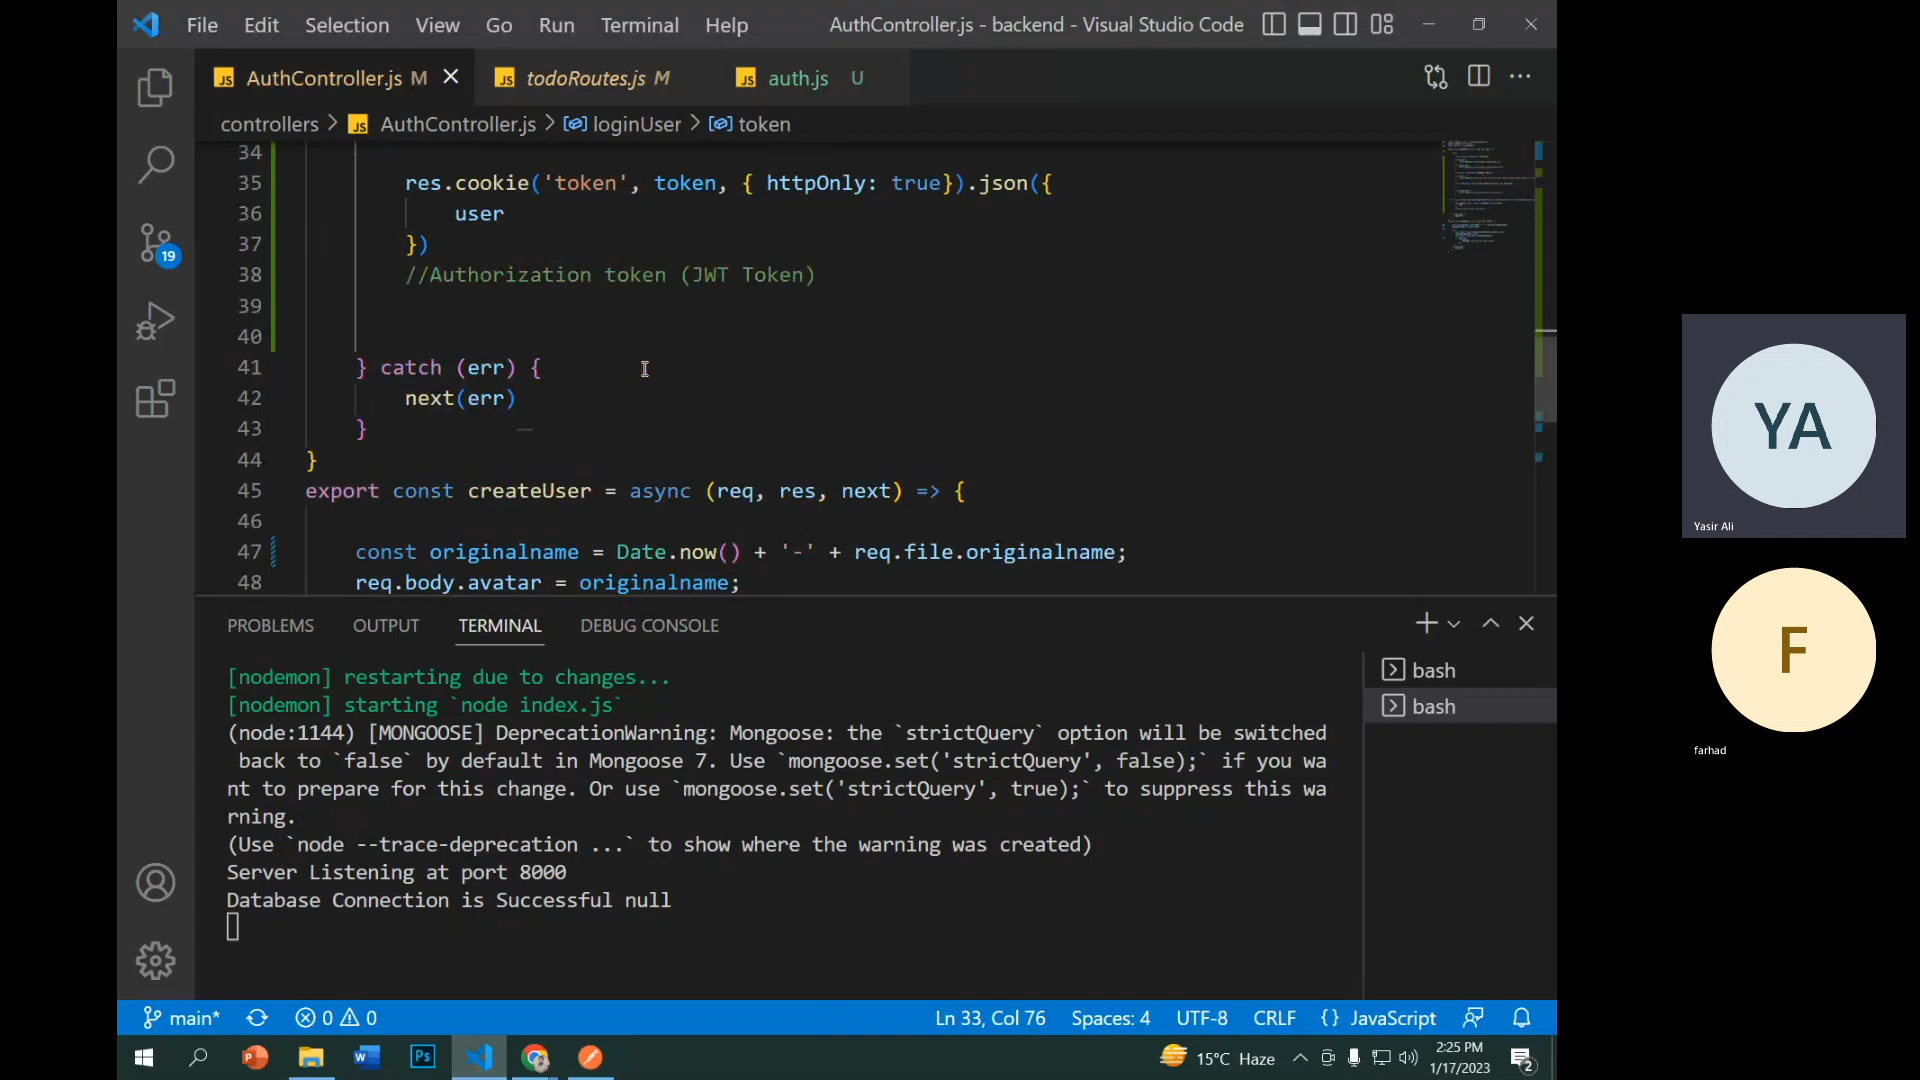 File Edit Selection View Go Run Terminal Help AuthController.js - backend - Visual Studio Code
JS AuthController.js M JS todoRoutes.js M JS auth.js U
controllers > JS AuthController.js > loginUser > token
34
35 res.cookie('token', token, { httpOnly: true}).json({
36 user
37 })
38 //Authorization token (JWT Token)
39
40
41 } catch (err) {
42 next(err)
43 }
44 }
45 export const createUser = async (req, res, next) => {
46
47 const originalname = Date.now() + '-' + req.file.originalname;
48 req.body.avatar = originalname;
19
PROBLEMS OUTPUT TERMINAL DEBUG CONSOLE
[nodemon] restarting due to changes...
[nodemon] starting `node index.js`
(node:1144) [MONGOOSE] DeprecationWarning: Mongoose: the `strictQuery` option will be switched
back to `false` by default in Mongoose 7. Use `mongoose.set('strictQuery', false);` if you wa
nt to prepare for this change. Or use `mongoose.set('strictQuery', true);` to suppress this wa
rning.
(Use `node --trace-deprecation ...` to show where the warning was created)
Server Listening at port 8000
Database Connection is Successful null
bash
bash
main* 0 0 Ln 33, Col 76 Spaces: 4 UTF-8 CRLF {} JavaScript
P W Ps 15°C Haze 2:25 PM
1/17/2023 2
YA
Yasir Ali
F
farhad